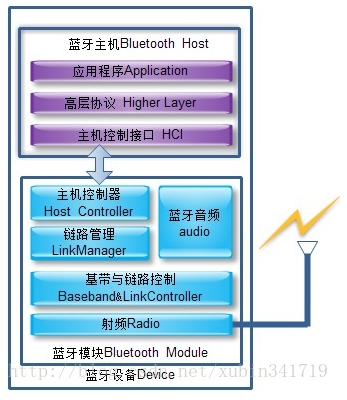 蓝牙主机Bluetooth Host
应用程序Application
高层协议 Higher Layer
主机控制接口 HCI
主机控制器
Host Controller
链路管理
LinkManager
蓝牙音频
audio
基带与链路控制
Baseband&LinkController
射频Radio
蓝牙模块Bluetooth Module
蓝牙设备Device